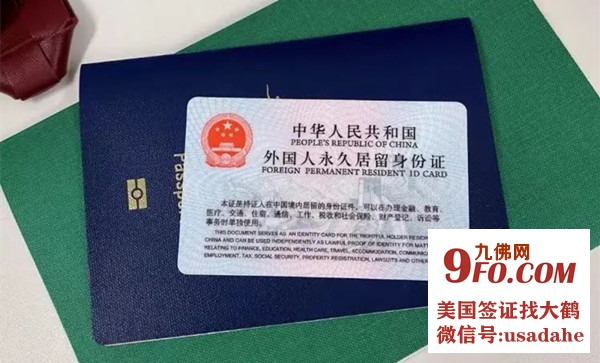 Passpo
中华人民共和国
PEOPLE'S REPUBLIC OF CHINA
外国人永久居留身份证
FOREIGN PERMANENT RESIDENT ID CARD
本证是持证人在中国境内居留的身份证件，可以在办理金融、教育、
医疗、交通、住宿、通信、工作、税收和社会保险、财产登记、诉讼等
事务时单独使用。
THIS DOCUMENT SERVES AS AN IDENTITY CARD FOR THE RIGHTFUL HOLDER RESID
CHINA AND CAN BE USED INDEPENDENTLY AS LAWFUL PROOF OF IDENTITY FOR MATT
RELATING TO FINANCE, EDUCATION, HEALTH CARE, TRAVEL, ACCOMMODATION, COMMUNIC
EMPLOYMENT, TAX, SOCIAL SECURITY, PROPERTY REGISTRATION, LAWSUITS AND OTHER
九佛网
9FO.COM
美国签证找大鹤
微信号:usadahe